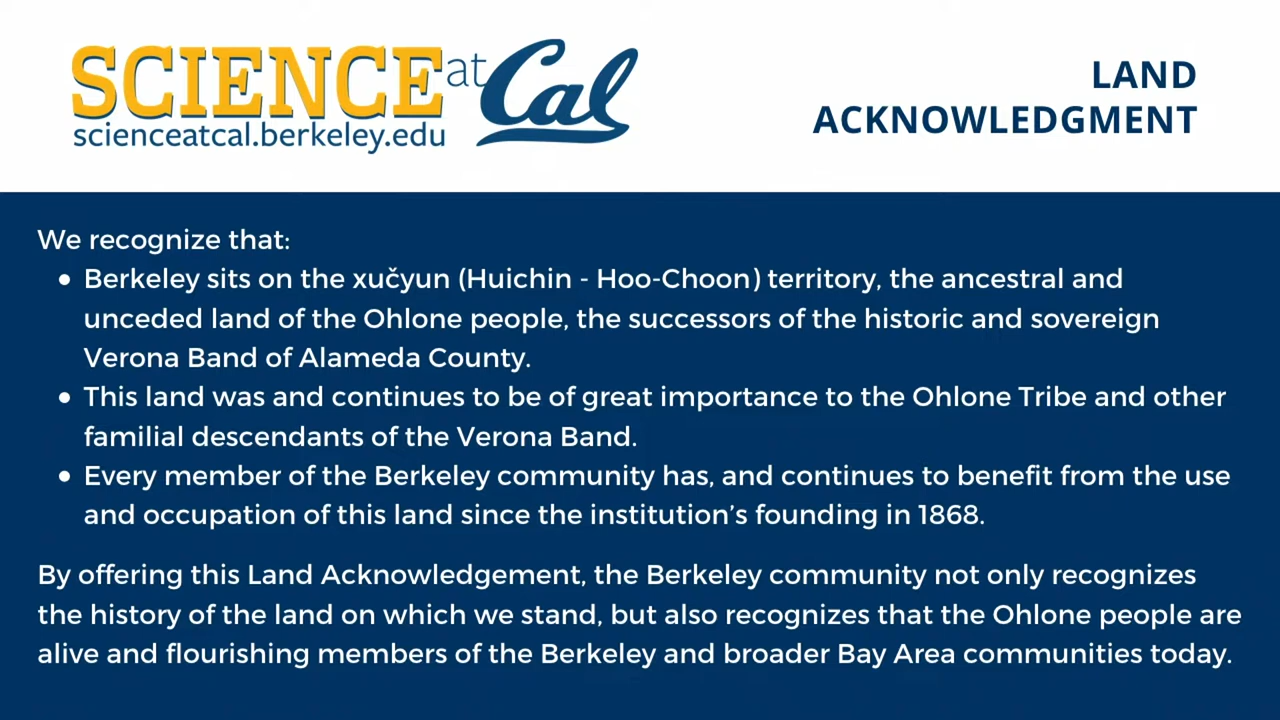 SCIENCE at Cal
scienceatcal.berkeley.edu
LAND
ACKNOWLEDGMENT
We recognize that:
• Berkeley sits on the xučyun (Huichin - Hoo-Choon) territory, the ancestral and
unceded land of the Ohlone people, the successors of the historic and sovereign
Verona Band of Alameda County.
• This land was and continues to be of great importance to the Ohlone Tribe and other
familial descendants of the Verona Band.
• Every member of the Berkeley community has, and continues to benefit from the use
and occupation of this land since the institution’s founding in 1868.
By offering this Land Acknowledgement, the Berkeley community not only recognizes
the history of the land on which we stand, but also recognizes that the Ohlone people are
alive and flourishing members of the Berkeley and broader Bay Area communities today.